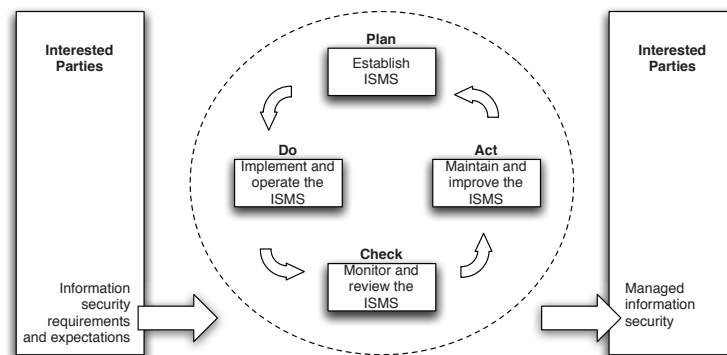 Interested
Parties
Information
security
requirements
and expectations
Plan
Establish
ISMS
Do
Implement and
operate the
ISMS
Act
Maintain and
improve the
ISMS
Check
Monitor and
review the
ISMS
Interested
Parties
Managed
information
security